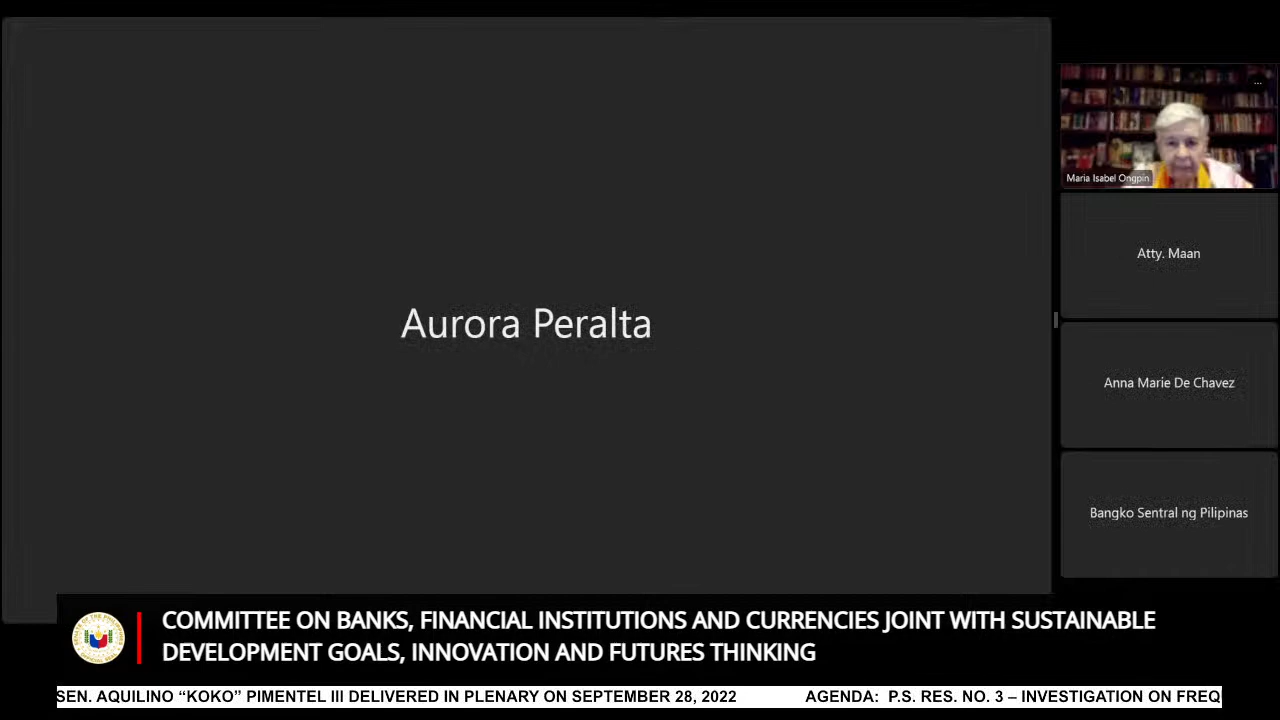 Aurora Peralta
Maria Isabel Ongpin
Atty. Maan
Anna Marie De Chavez
Bangko Sentral ng Pilipinas
COMMITTEE ON BANKS, FINANCIAL INSTITUTIONS AND CURRENCIES JOINT WITH SUSTAINABLE
DEVELOPMENT GOALS, INNOVATION AND FUTURES THINKING
SEN. AQUILINO “KOKO” PIMENTEL III DELIVERED IN PLENARY ON SEPTEMBER 28, 2022 AGENDA: P.S. RES. NO. 3 – INVESTIGATION ON FREQ